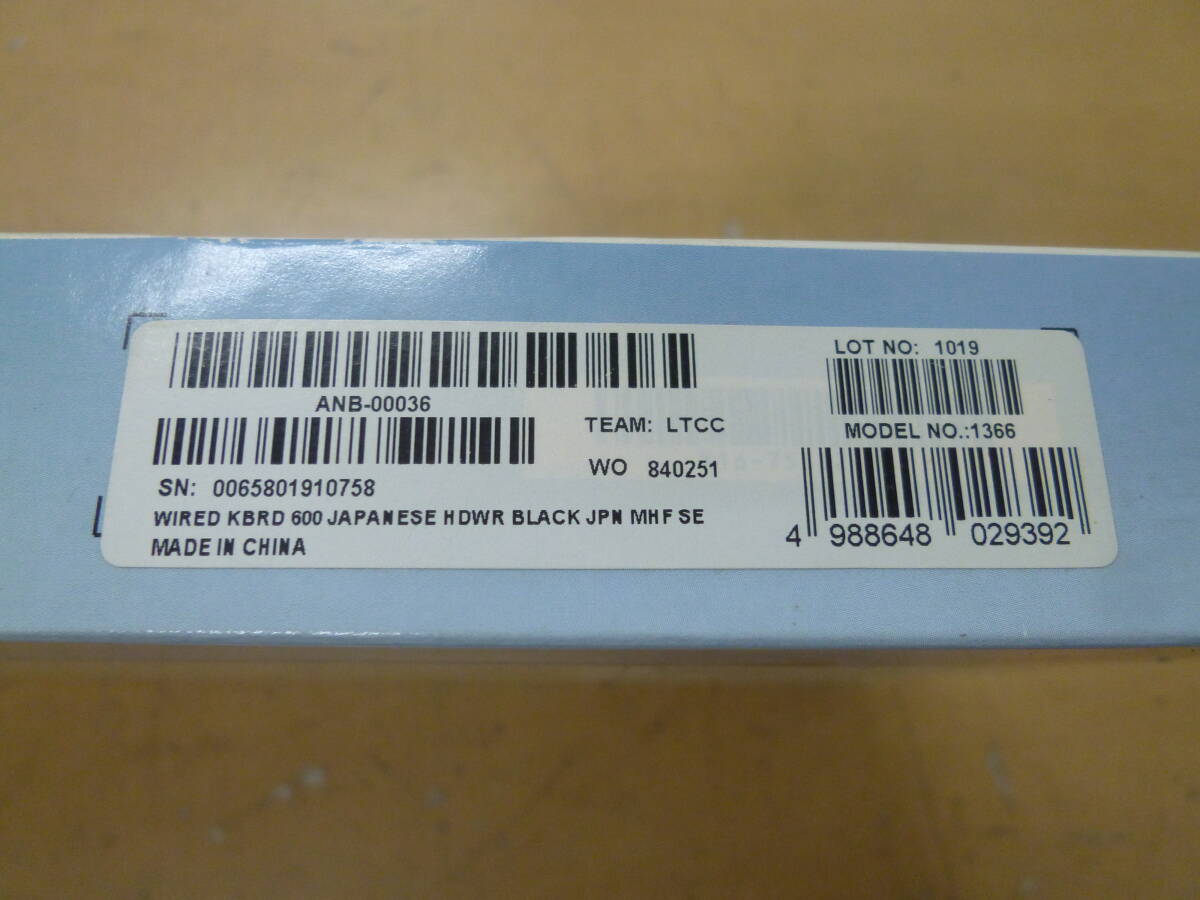 ANB-00036
SN: 0065801910758
TEAM: LTCC
WO 840251
LOT NO: 1019
MODEL NO.:1366
WIRED KBRD 600 JAPANESE HDWR BLACK JPN MHF SE
MADE IN CHINA
4 988648 029392